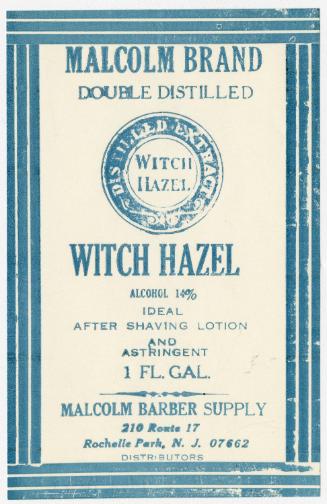 MALCOLM BRAND
DOUBLE DISTILLED
DISTILLED EXTRACT
WITCH
HAZEL
WITCH HAZEL
ALCOHOL 14%
IDEAL
AFTER SHAVING LOTION
AND
ASTRINGENT
1 FL. GAL.
MALCOLM BARBER SUPPLY
210 Route 17
Rochelle Park, N. J. 07662
DISTRIBUTORS